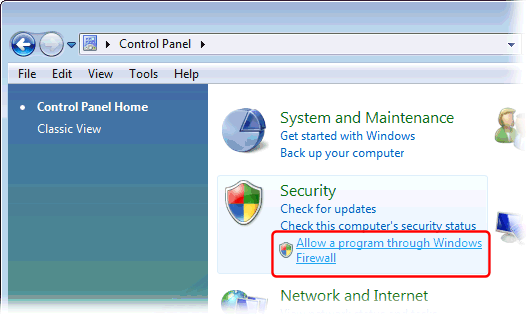 Control Panel
File Edit View Tools Help
Control Panel Home
Classic View
System and Maintenance
Get started with Windows
Back up your computer
Security
Check for updates
Check this computer's security status
Allow a program through Windows
Firewall
Network and Internet